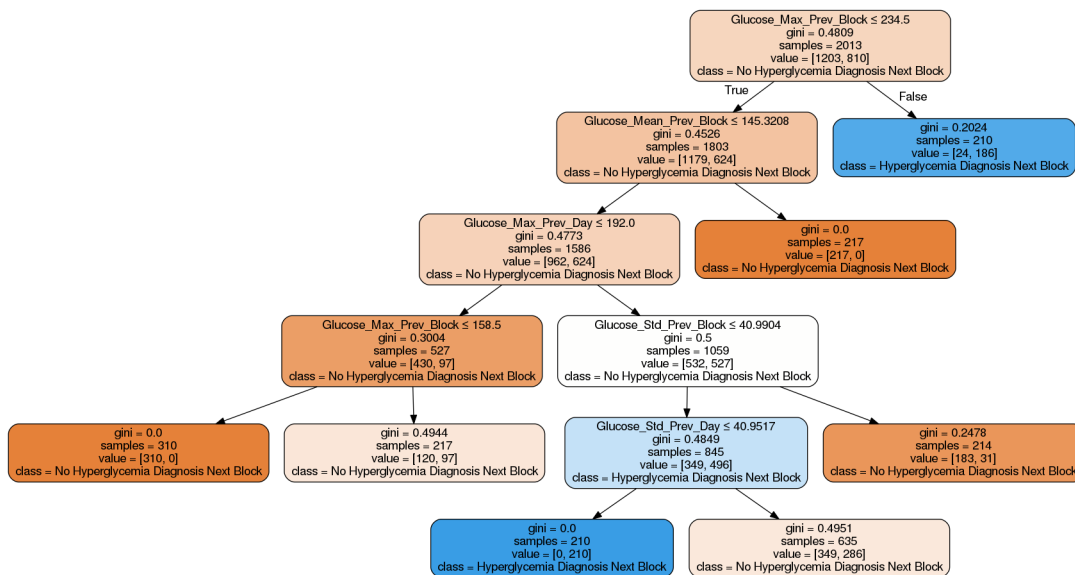 Glucose_Max_Prev_Block ≤ 234.5
gini = 0.4809
samples = 2013
value = [1203, 810]
class = No Hyperglycemia Diagnosis Next Block
True
False
Glucose_Mean_Prev_Block ≤ 145.3208
gini = 0.4526
samples = 1803
value = [1179, 624]
class = No Hyperglycemia Diagnosis Next Block
gini = 0.2024
samples = 210
value = [24, 186]
class = Hyperglycemia Diagnosis Next Block
Glucose_Max_Prev_Day ≤ 192.0
gini = 0.4773
samples = 1586
value = [962, 624]
class = No Hyperglycemia Diagnosis Next Block
gini = 0.0
samples = 217
value = [217, 0]
class = No Hyperglycemia Diagnosis Next Block
Glucose_Max_Prev_Block ≤ 158.5
gini = 0.3004
samples = 527
value = [430, 97]
class = No Hyperglycemia Diagnosis Next Block
Glucose_Std_Prev_Block ≤ 40.9904
gini = 0.5
samples = 1059
value = [532, 527]
class = No Hyperglycemia Diagnosis Next Block
gini = 0.0
samples = 310
value = [310, 0]
class = No Hyperglycemia Diagnosis Next Block
gini = 0.4944
samples = 217
value = [120, 97]
class = No Hyperglycemia Diagnosis Next Block
Glucose_Std_Prev_Day ≤ 40.9517
gini = 0.4849
samples = 845
value = [349, 496]
class = Hyperglycemia Diagnosis Next Block
gini = 0.2478
samples = 214
value = [183, 31]
class = No Hyperglycemia Diagnosis Next Block
gini = 0.0
samples = 210
value = [0, 210]
class = Hyperglycemia Diagnosis Next Block
gini = 0.4951
samples = 635
value = [349, 286]
class = No Hyperglycemia Diagnosis Next Block